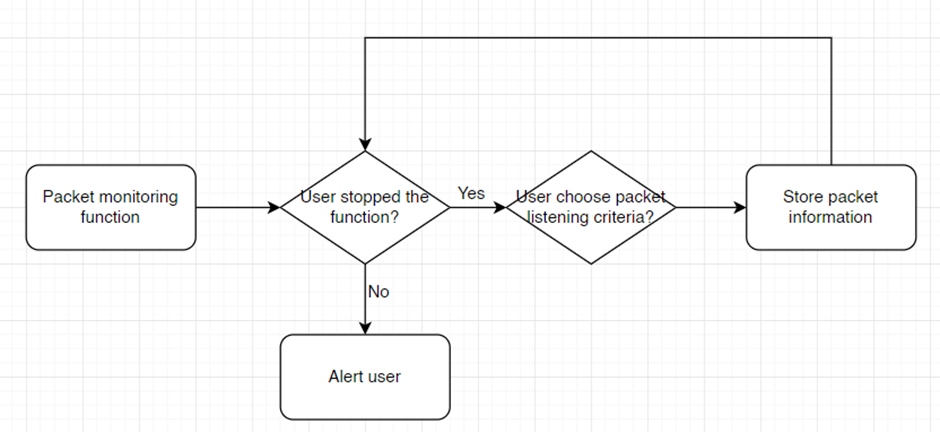 Packet monitoring
function
User stopped the
function?
Yes
User choose packet
listening criteria?
Store packet
information
No
Alert user